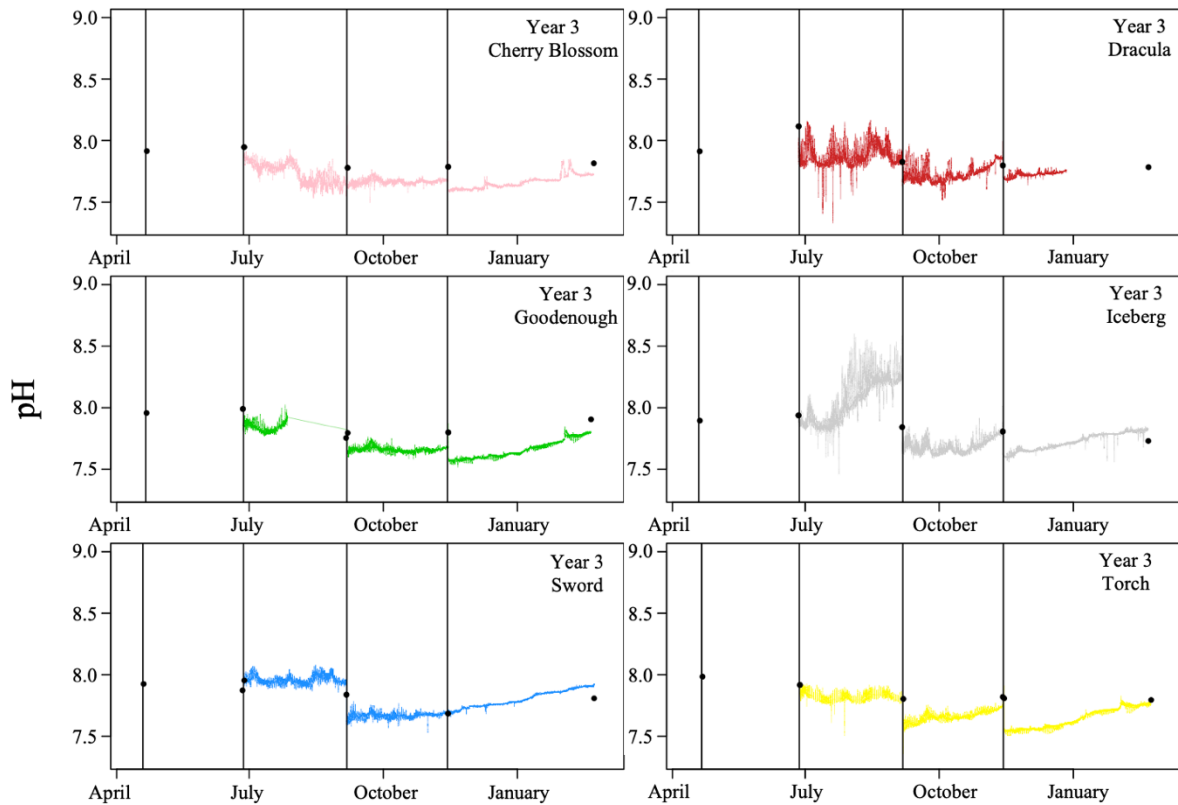 pH
9.0
8.5
8.0
7.5
Year 3
Cherry Blossom
April
July
October
January
9.0
8.5
8.0
7.5
Year 3
Dracula
April
July
October
January
9.0
8.5
8.0
7.5
Year 3
Goodenough
April
July
October
January
9.0
8.5
8.0
7.5
Year 3
Iceberg
April
July
October
January
9.0
8.5
8.0
7.5
Year 3
Sword
April
July
October
January
9.0
8.5
8.0
7.5
Year 3
Torch
April
July
October
January